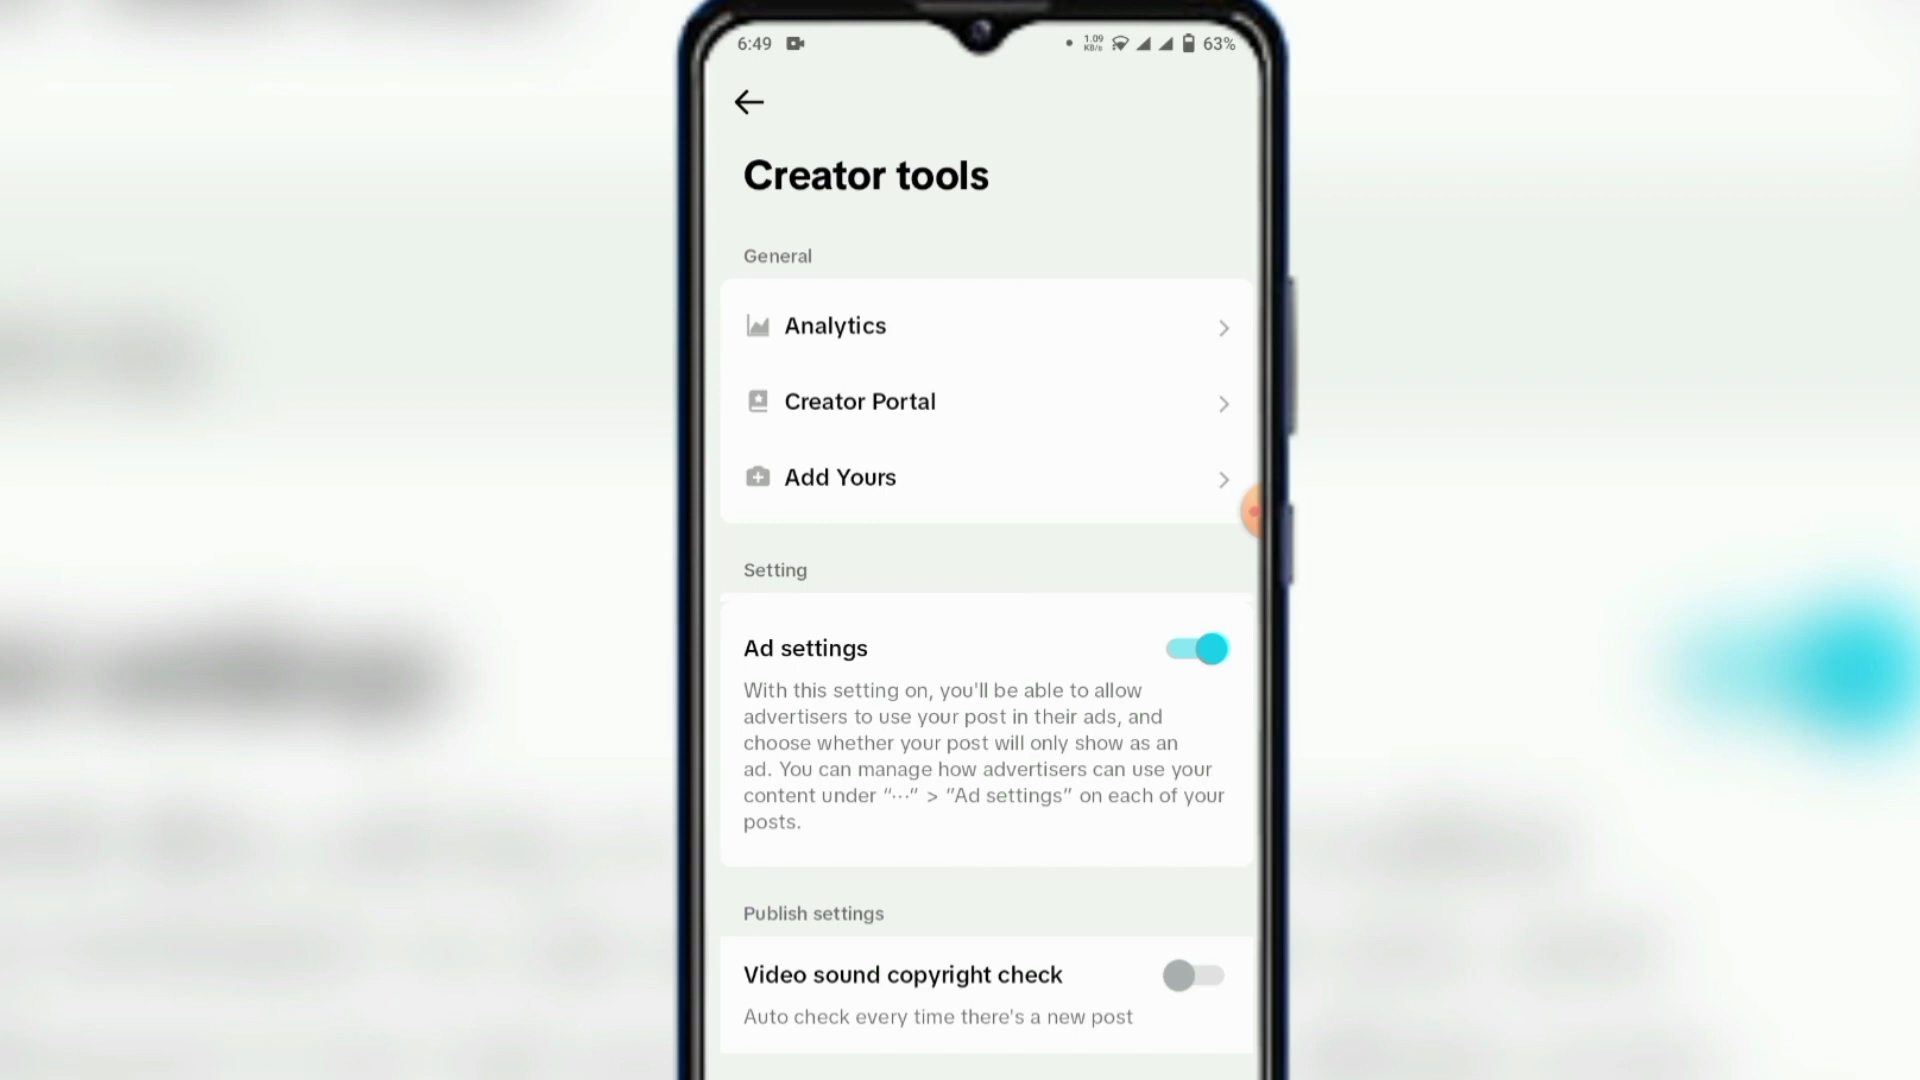 6:49
1.09
KB/s
63%
Creator tools
General
Analytics
Creator Portal
Add Yours
Setting
Ad settings
With this setting on, you'll be able to allow
advertisers to use your post in their ads, and
choose whether your post will only show as an
ad. You can manage how advertisers can use your
content under “···” > “Ad settings” on each of your
posts.
Publish settings
Video sound copyright check
Auto check every time there's a new post